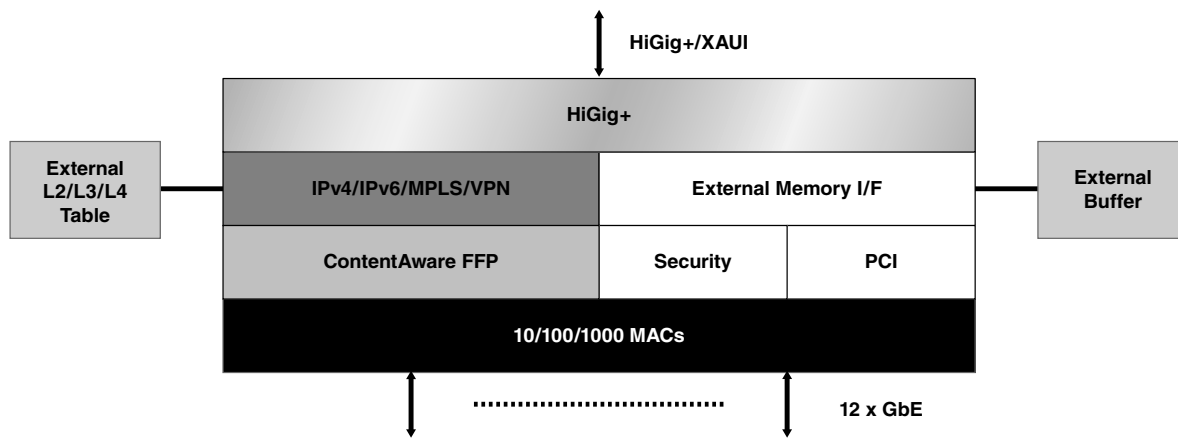 HiGig+/XAUI
HiGig+
External
L2/L3/L4
Table
IPv4/IPv6/MPLS/VPN
External Memory I/F
External
Buffer
ContentAware FFP
Security
PCI
10/100/1000 MACs
12 x GbE